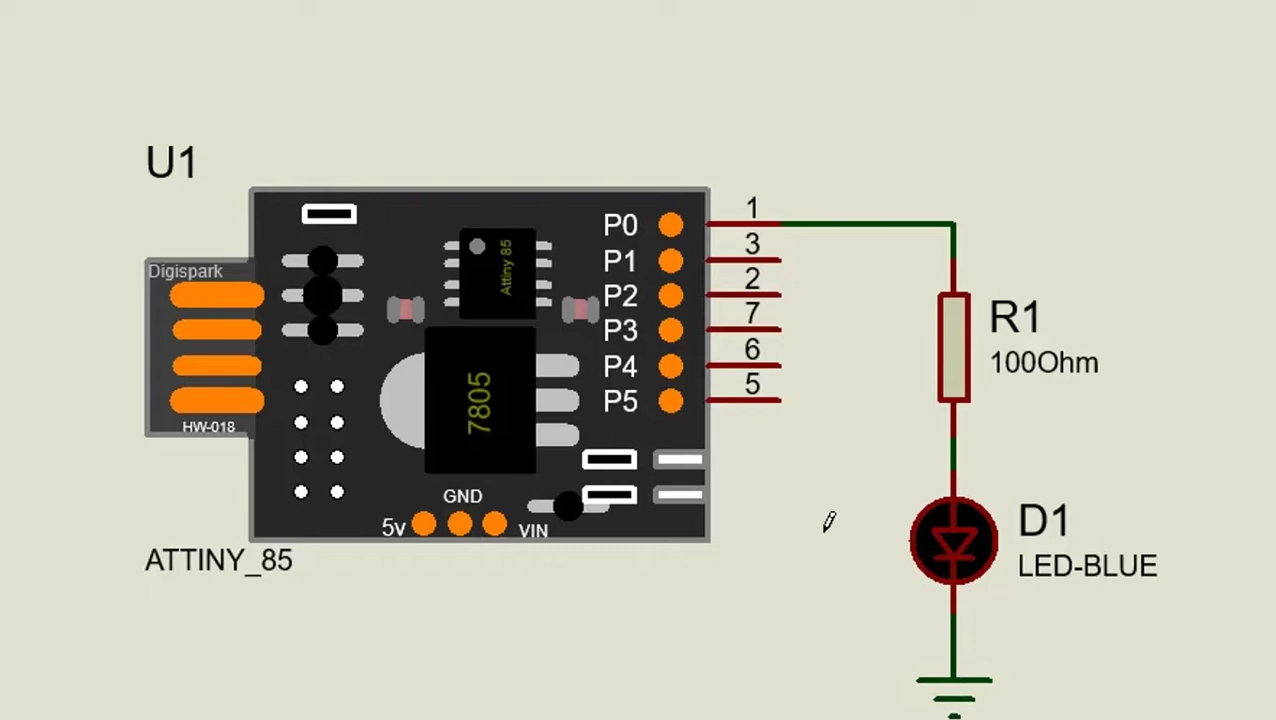 U1
Digispark
HW-018
Attiny 85
7805
P0
P1
P2
P3
P4
P5
1
3
2
7
6
5
GND
5v
VIN
ATTINY_85
R1
100Ohm
D1
LED-BLUE